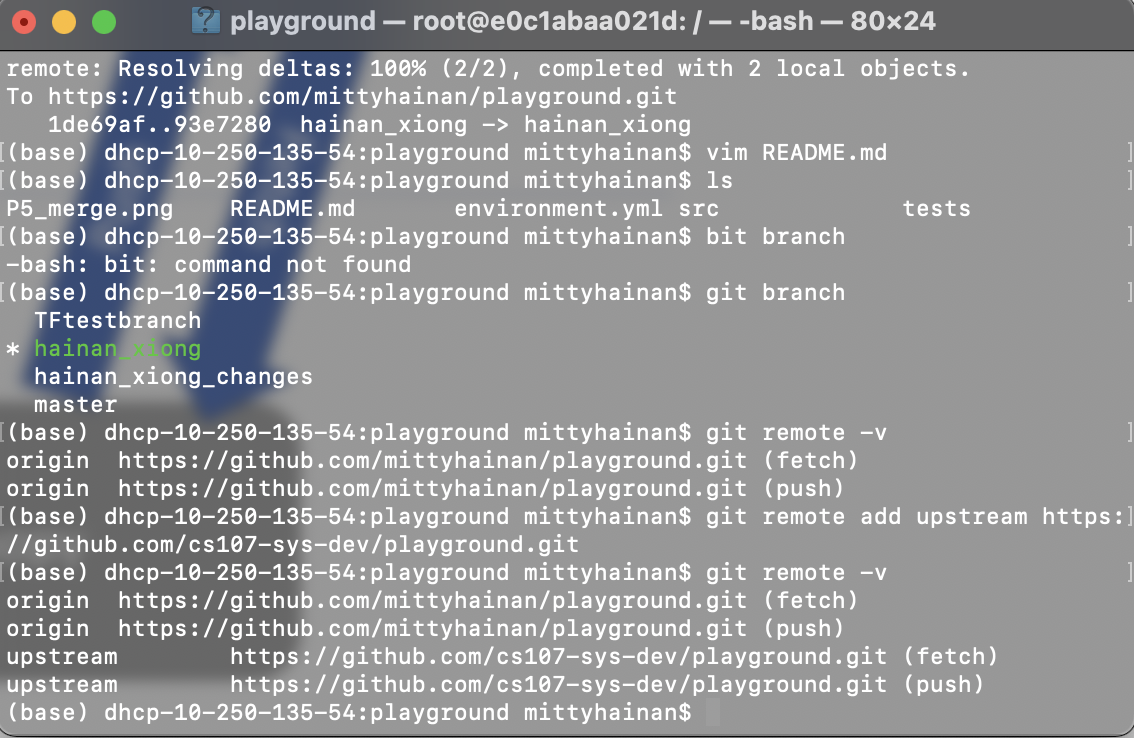 playground — root@e0c1abaa021d: / — -bash — 80×24
remote: Resolving deltas: 100% (2/2), completed with 2 local objects.
To https://github.com/mittyhainan/playground.git
   1de69af..93e7280  hainan_xiong -> hainan_xiong
[(base) dhcp-10-250-135-54:playground mittyhainan$ vim README.md                 ]
[(base) dhcp-10-250-135-54:playground mittyhainan$ ls                            ]
P5_merge.png    README.md       environment.yml src             tests
[(base) dhcp-10-250-135-54:playground mittyhainan$ bit branch                    ]
-bash: bit: command not found
[(base) dhcp-10-250-135-54:playground mittyhainan$ git branch                    ]
  TFtestbranch
* hainan_xiong
  hainan_xiong_changes
  master
[(base) dhcp-10-250-135-54:playground mittyhainan$ git remote -v                 ]
origin  https://github.com/mittyhainan/playground.git (fetch)
origin  https://github.com/mittyhainan/playground.git (push)
[(base) dhcp-10-250-135-54:playground mittyhainan$ git remote add upstream https:]
//github.com/cs107-sys-dev/playground.git
[(base) dhcp-10-250-135-54:playground mittyhainan$ git remote -v                 ]
origin  https://github.com/mittyhainan/playground.git (fetch)
origin  https://github.com/mittyhainan/playground.git (push)
upstream        https://github.com/cs107-sys-dev/playground.git (fetch)
upstream        https://github.com/cs107-sys-dev/playground.git (push)
(base) dhcp-10-250-135-54:playground mittyhainan$